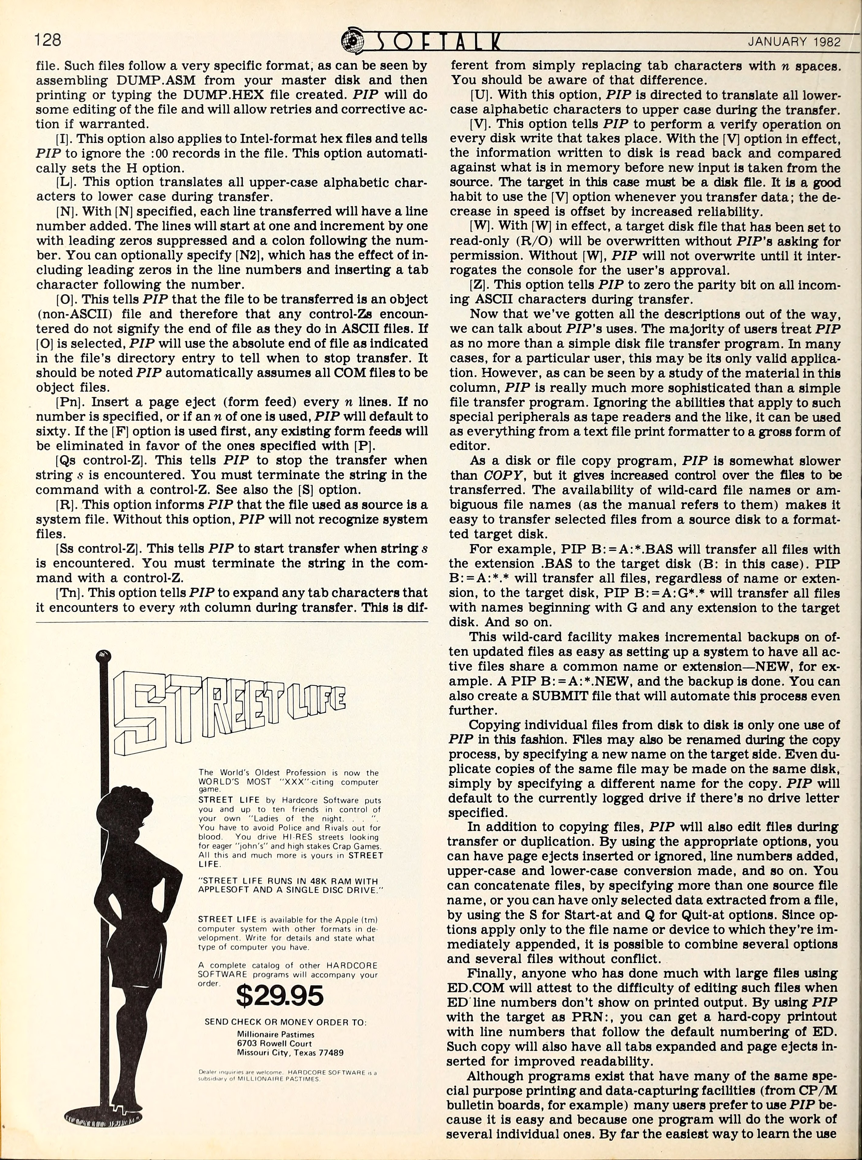 128
SOFTALK
JANUARY 1982
file. Such files follow a very specific format, as can be seen by
assembling DUMP.ASM from your master disk and then
printing or typing the DUMP.HEX file created. PIP will do
some editing of the file and will allow retries and corrective ac-
tion if warranted.
[I]. This option also applies to Intel-format hex files and tells
PIP to ignore the :00 records in the file. This option automati-
cally sets the H option.
[L]. This option translates all upper-case alphabetic char-
acters to lower case during transfer.
[N]. With [N] specified, each line transferred will have a line
number added. The lines will start at one and increment by one
with leading zeros suppressed and a colon following the num-
ber. You can optionally specify [N2], which has the effect of in-
cluding leading zeros in the line numbers and inserting a tab
character following the number.
[O]. This tells PIP that the file to be transferred is an object
(non-ASCII) file and therefore that any control-Zs encoun-
tered do not signify the end of file as they do in ASCII files. If
[O] is selected, PIP will use the absolute end of file as indicated
in the file's directory entry to tell when to stop transfer. It
should be noted PIP automatically assumes all COM files to be
object files.
[Pn]. Insert a page eject (form feed) every n lines. If no
number is specified, or if an n of one is used, PIP will default to
sixty. If the [F] option is used first, any existing form feeds will
be eliminated in favor of the ones specified with [P].
[Qs control-Z]. This tells PIP to stop the transfer when
string s is encountered. You must terminate the string in the
command with a control-Z. See also the [S] option.
[R]. This option informs PIP that the file used as source is a
system file. Without this option, PIP will not recognize system
files.
[Ss control-Z]. This tells PIP to start transfer when string s
is encountered. You must terminate the string in the com-
mand with a control-Z.
[Tn]. This option tells PIP to expand any tab characters that
it encounters to every nth column during transfer. This is dif-
STREET LIFE
The World's Oldest Profession is now the
WORLD'S MOST "XXX"-citing computer
game.
STREET LIFE by Hardcore Software puts
you and up to ten friends in control of
your own "Ladies of the night. . . ".
You have to avoid Police and Rivals out for
blood. You drive HI-RES streets looking
for eager "john's" and high stakes Crap Games.
All this and much more is yours in STREET
LIFE.
"STREET LIFE RUNS IN 48K RAM WITH
APPLESOFT AND A SINGLE DISC DRIVE."
STREET LIFE is available for the Apple (tm)
computer system with other formats in de-
velopment. Write for details and state what
type of computer you have.
A complete catalog of other HARDCORE
SOFTWARE programs will accompany your
order.
$29.95
SEND CHECK OR MONEY ORDER TO:
Millionaire Pastimes
6703 Rowell Court
Missouri City, Texas 77489
Dealer inquiries are welcome. HARDCORE SOFTWARE is a
subsidiary of MILLIONAIRE PASTIMES
ferent from simply replacing tab characters with n spaces.
You should be aware of that difference.
[U]. With this option, PIP is directed to translate all lower-
case alphabetic characters to upper case during the transfer.
[V]. This option tells PIP to perform a verify operation on
every disk write that takes place. With the [V] option in effect,
the information written to disk is read back and compared
against what is in memory before new input is taken from the
source. The target in this case must be a disk file. It is a good
habit to use the [V] option whenever you transfer data; the de-
crease in speed is offset by increased reliability.
[W]. With [W] in effect, a target disk file that has been set to
read-only (R/O) will be overwritten without PIP's asking for
permission. Without [W], PIP will not overwrite until it inter-
rogates the console for the user's approval.
[Z]. This option tells PIP to zero the parity bit on all incom-
ing ASCII characters during transfer.
Now that we've gotten all the descriptions out of the way,
we can talk about PIP's uses. The majority of users treat PIP
as no more than a simple disk file transfer program. In many
cases, for a particular user, this may be its only valid applica-
tion. However, as can be seen by a study of the material in this
column, PIP is really much more sophisticated than a simple
file transfer program. Ignoring the abilities that apply to such
special peripherals as tape readers and the like, it can be used
as everything from a text file print formatter to a gross form of
editor.
As a disk or file copy program, PIP is somewhat slower
than COPY, but it gives increased control over the files to be
transferred. The availability of wild-card file names or am-
biguous file names (as the manual refers to them) makes it
easy to transfer selected files from a source disk to a format-
ted target disk.
For example, PIP B:=A:*.BAS will transfer all files with
the extension .BAS to the target disk (B: in this case). PIP
B:=A:*.* will transfer all files, regardless of name or exten-
sion, to the target disk, PIP B:=A:G*.* will transfer all files
with names beginning with G and any extension to the target
disk. And so on.
This wild-card facility makes incremental backups on of-
ten updated files as easy as setting up a system to have all ac-
tive files share a common name or extension—NEW, for ex-
ample. A PIP B:=A:*.NEW, and the backup is done. You can
also create a SUBMIT file that will automate this process even
further.
Copying individual files from disk to disk is only one use of
PIP in this fashion. Files may also be renamed during the copy
process, by specifying a new name on the target side. Even du-
plicate copies of the same file may be made on the same disk,
simply by specifying a different name for the copy. PIP will
default to the currently logged drive if there's no drive letter
specified.
In addition to copying files, PIP will also edit files during
transfer or duplication. By using the appropriate options, you
can have page ejects inserted or ignored, line numbers added,
upper-case and lower-case conversion made, and so on. You
can concatenate files, by specifying more than one source file
name, or you can have only selected data extracted from a file,
by using the S for Start-at and Q for Quit-at options. Since op-
tions apply only to the file name or device to which they're im-
mediately appended, it is possible to combine several options
and several files without conflict.
Finally, anyone who has done much with large files using
ED.COM will attest to the difficulty of editing such files when
ED line numbers don't show on printed output. By using PIP
with the target as PRN:, you can get a hard-copy printout
with line numbers that follow the default numbering of ED.
Such copy will also have all tabs expanded and page ejects in-
serted for improved readability.
Although programs exist that have many of the same spe-
cial purpose printing and data-capturing facilities (from CP/M
bulletin boards, for example) many users prefer to use PIP be-
cause it is easy and because one program will do the work of
several individual ones. By far the easiest way to learn the use